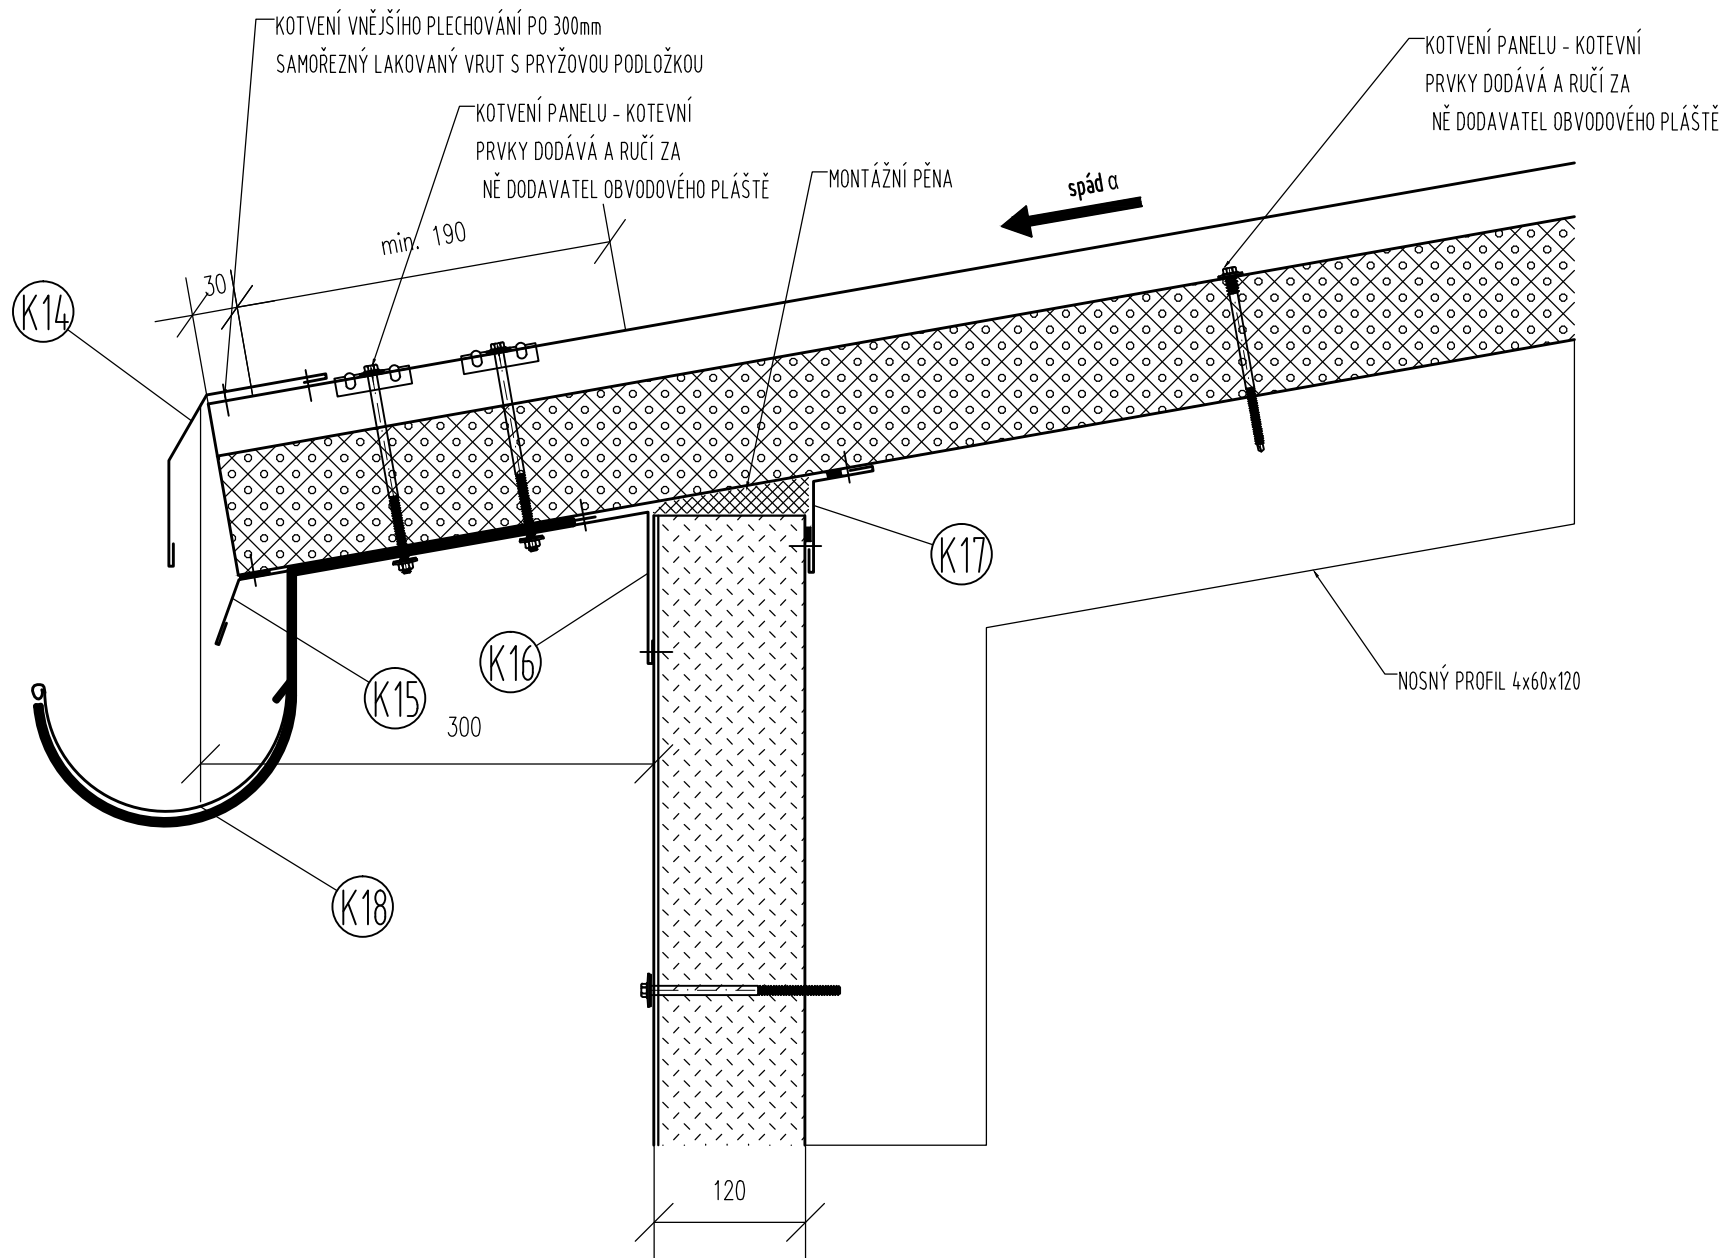 KOTVENÍ VNĚJŠÍHO PLECHOVÁNÍ PO 300mm
SAMOŘEZNÝ LAKOVANÝ VRUT S PRYŽOVOU PODLOŽKOU
KOTVENÍ PANELU - KOTEVNÍ
PRVKY DODÁVÁ A RUČÍ ZA
NĚ DODAVATEL OBVODOVÉHO PLÁŠTĚ
KOTVENÍ PANELU - KOTEVNÍ
PRVKY DODÁVÁ A RUČÍ ZA
NĚ DODAVATEL OBVODOVÉHO PLÁŠTĚ
MONTÁŽNÍ PĚNA
spád α
min. 190
30
K14
K17
K16
K15
NOSNÝ PROFIL 4x60x120
300
K18
120